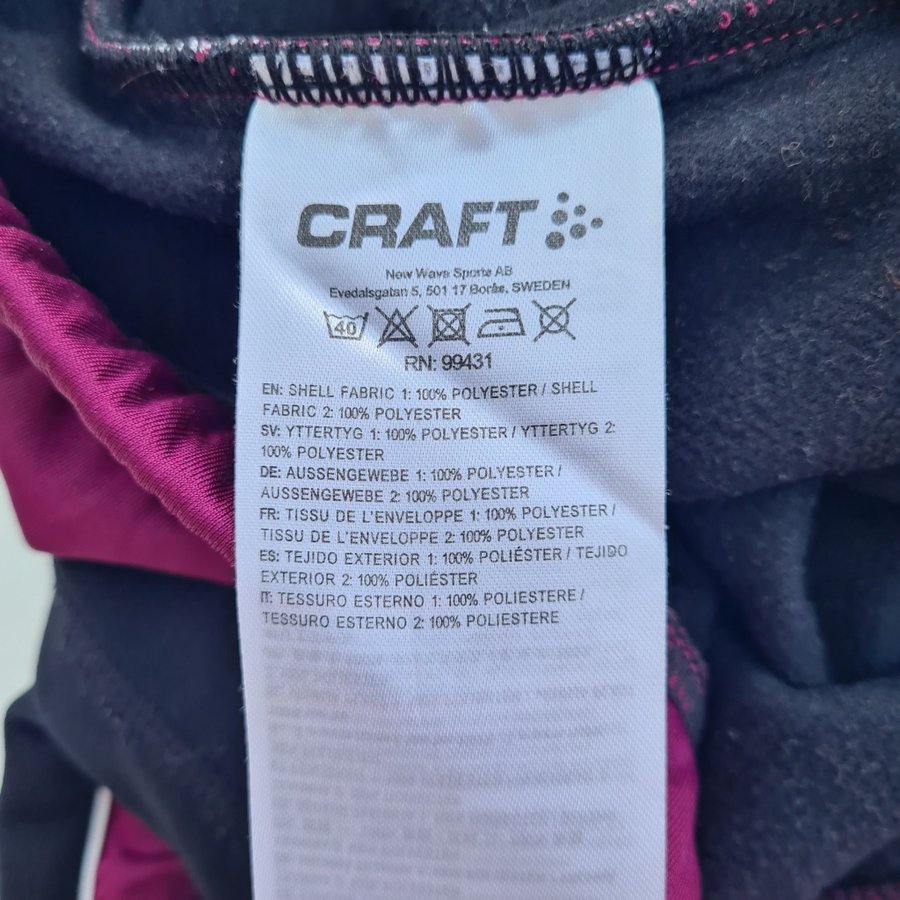 CRAFT
New Wave Sports AB
Evedalsgatan 5, 501 17 Borås, SWEDEN
40
RN: 99431
EN: SHELL FABRIC 1: 100% POLYESTER / SHELL
FABRIC 2: 100% POLYESTER
SV: YTTERTYG 1: 100% POLYESTER / YTTERTYG 2:
100% POLYESTER
DE: AUSSENGEWEBE 1: 100% POLYESTER /
AUSSENGEWEBE 2: 100% POLYESTER
FR: TISSU DE L'ENVELOPPE 1: 100% POLYESTER /
TISSU DE L'ENVELOPPE 2: 100% POLYESTER
ES: TEJIDO EXTERIOR 1: 100% POLIÉSTER / TEJIDO
EXTERIOR 2: 100% POLIÉSTER
IT: TESSURO ESTERNO 1: 100% POLIESTERE /
TESSURO ESTERNO 2: 100% POLIESTERE